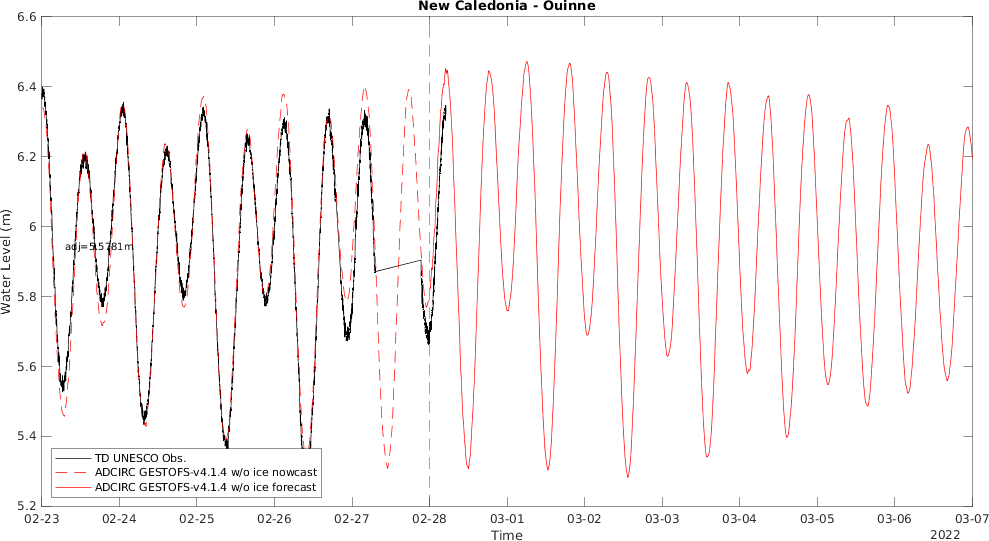 New Caledonia - Ouinne
6.6
6.4
6.2
6
5.8
5.6
5.4
5.2
Water Level (m)
adj=5.5781m
TD UNESCO Obs.
ADCIRC GESTOFS-v4.1.4 w/o ice nowcast
ADCIRC GESTOFS-v4.1.4 w/o ice forecast
02-23 02-24 02-25 02-26 02-27 02-28 03-01 03-02 03-03 03-04 03-05 03-06 03-07
Time
2022